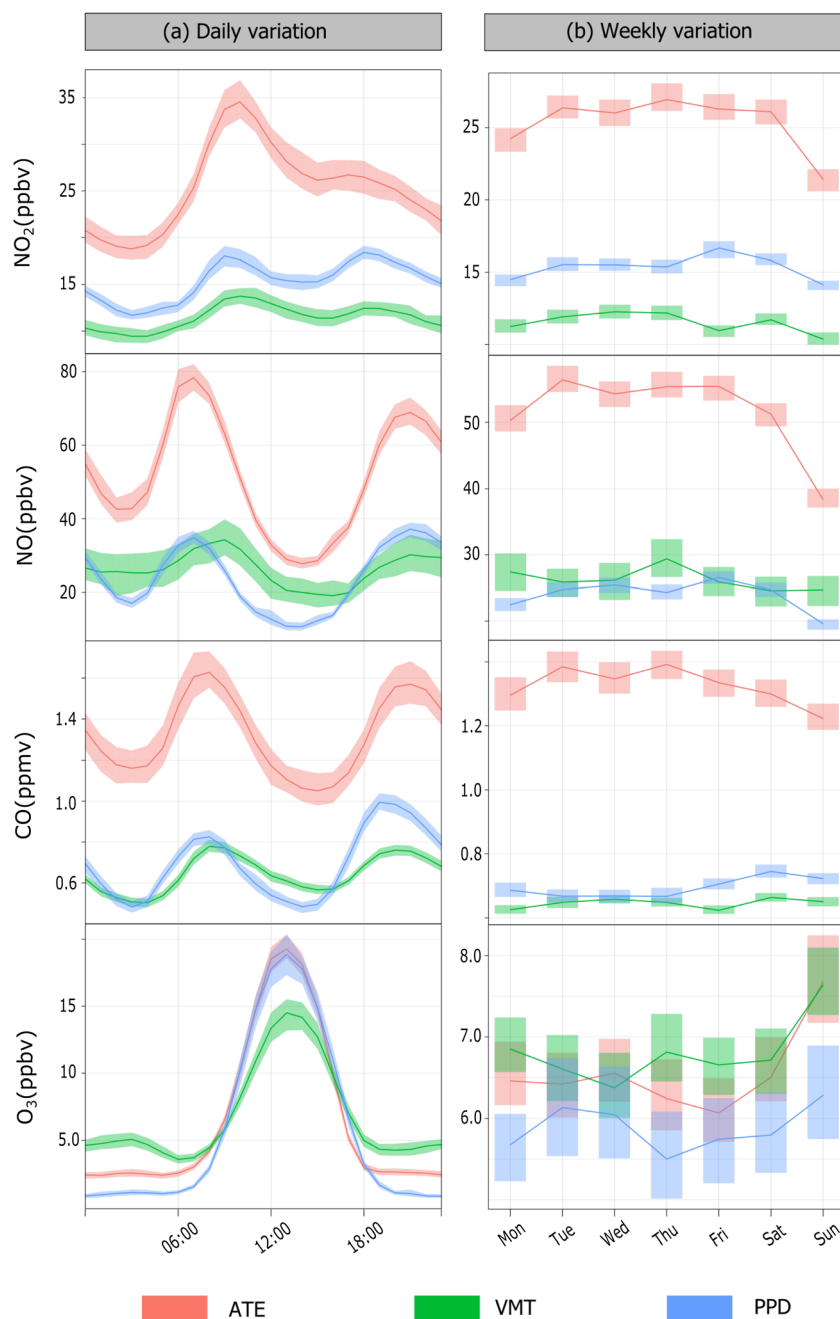 (a) Daily variation
(b) Weekly variation
NO₂(ppbv)
35
25
15
25
20
15
NO(ppbv)
80
60
40
20
50
40
30
CO(ppmv)
1.4
1.0
0.6
1.2
1.0
0.8
O₃(ppbv)
15
10
5.0
8.0
7.0
6.0
06:00
12:00
18:00
Mon
Tue
Wed
Thu
Fri
Sat
Sun
ATE
VMT
PPD